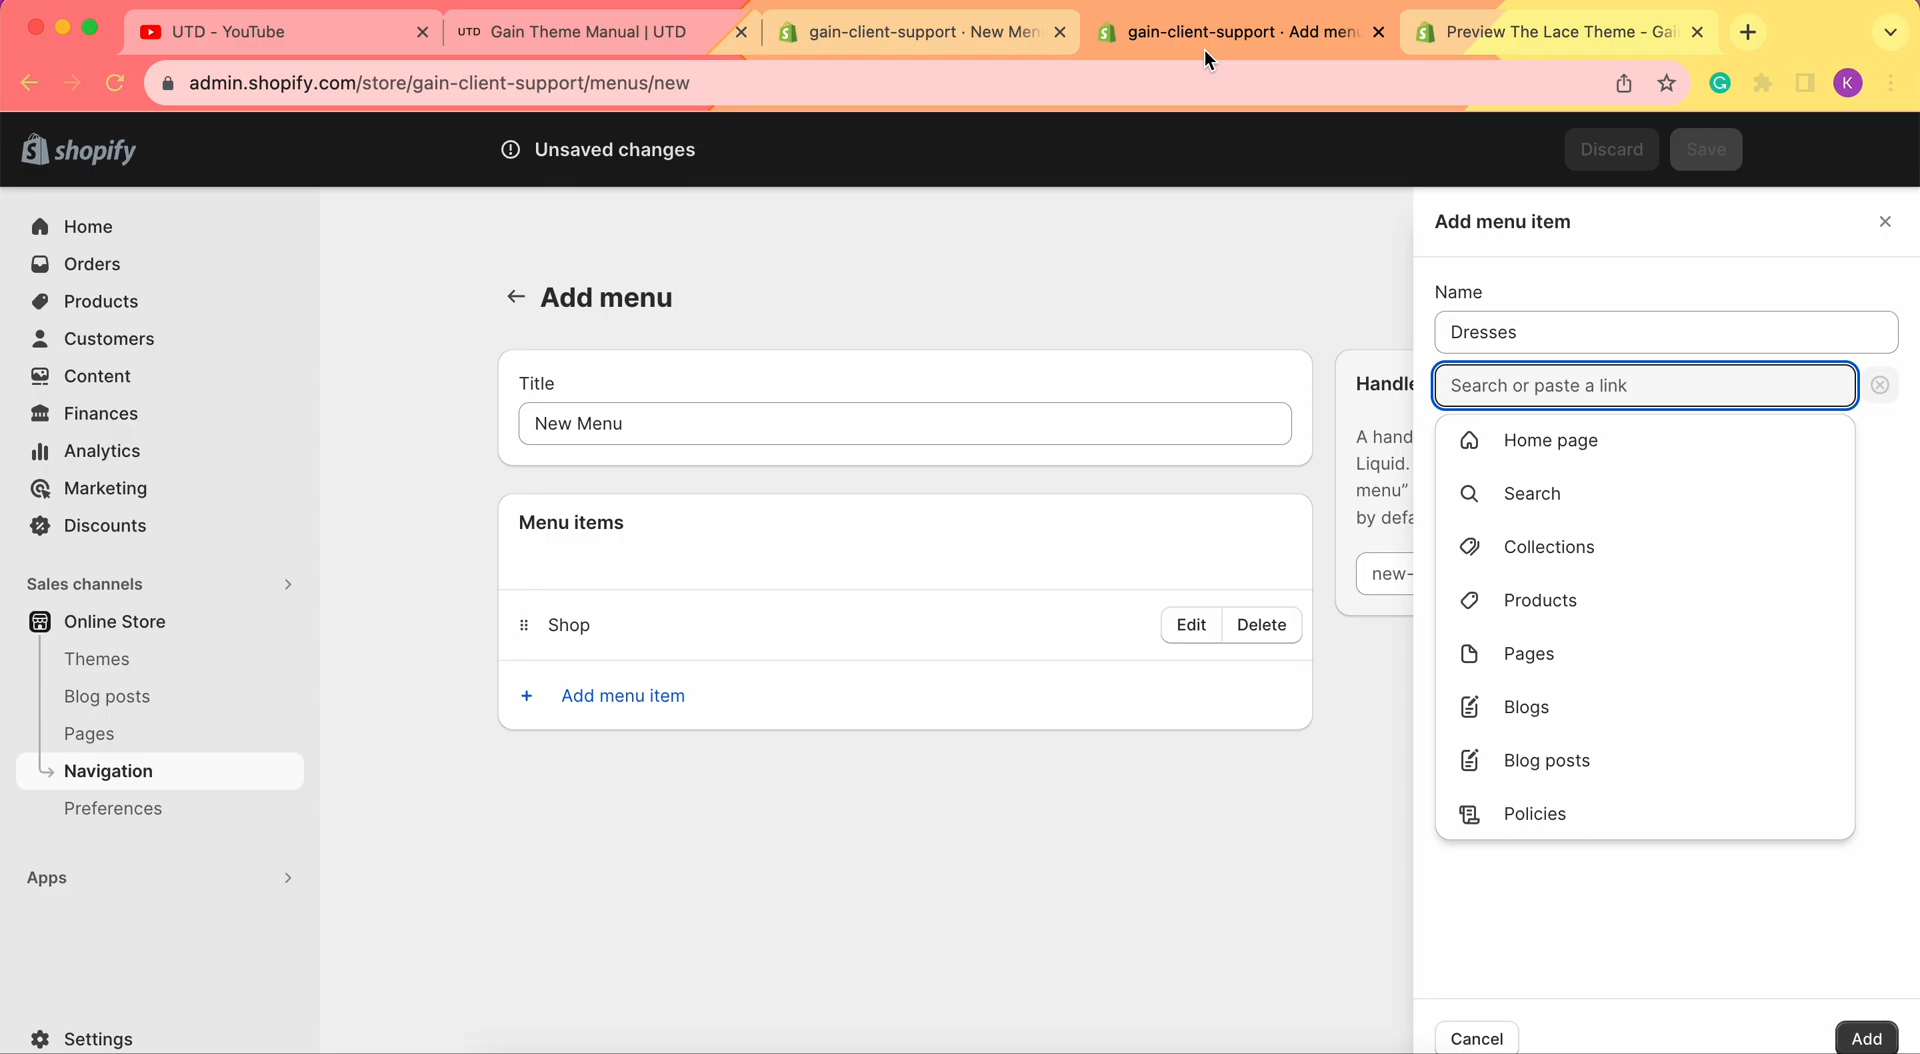 UTD - YouTube
UTD Gain Theme Manual | UTD
gain-client-support · New Men
gain-client-support · Add menu
Preview The Lace Theme - Gai
admin.shopify.com/store/gain-client-support/menus/new
K
shopify
Unsaved changes
Discard
Save
Home
Orders
Products
Customers
Content
Finances
Analytics
Marketing
Discounts
Sales channels
Online Store
Themes
Blog posts
Pages
Navigation
Preferences
Apps
Settings
Add menu
Title
New Menu
Menu items
Shop
Edit
Delete
+ Add menu item
Handle
A hand
Liquid.
menu”
by defa
new-
Add menu item
Name
Dresses
Search or paste a link
Home page
Search
Collections
Products
Pages
Blogs
Blog posts
Policies
Cancel
Add